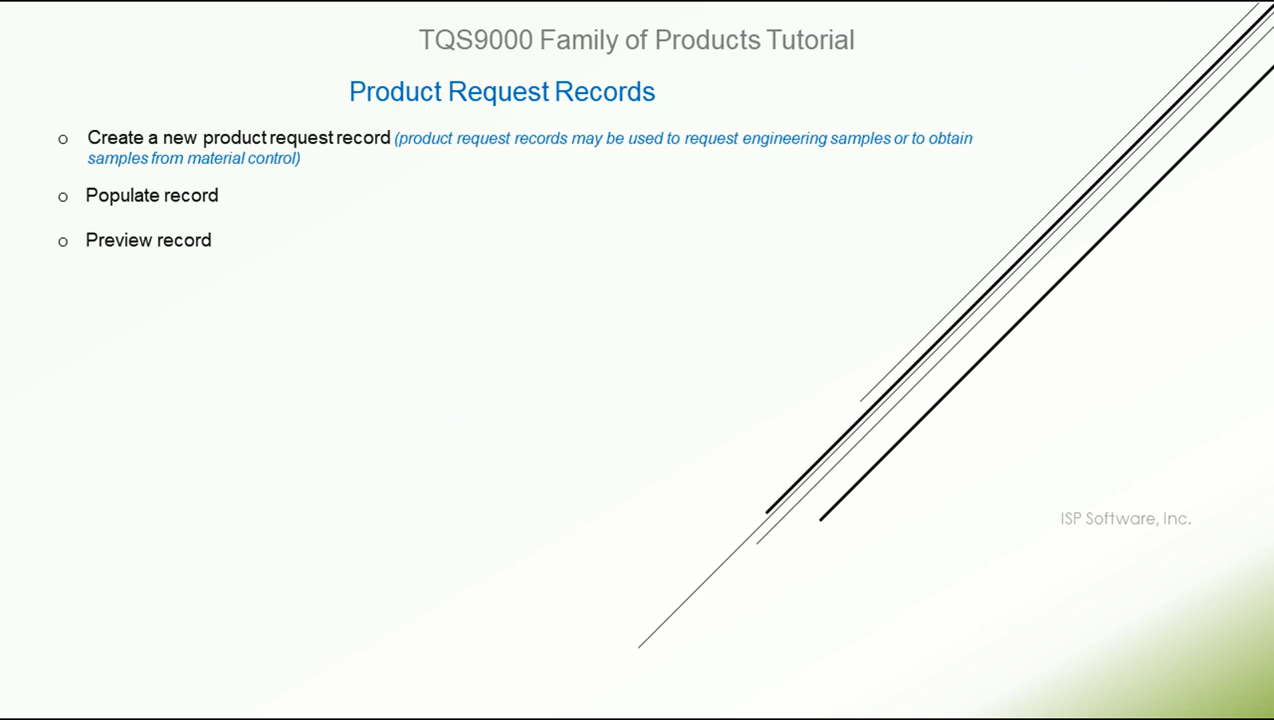 TQS9000 Family of Products Tutorial
Product Request Records
o Create a new product request record (product request records may be used to request engineering samples or to obtain
samples from material control)
o Populate record
o Preview record
ISP Software, Inc.